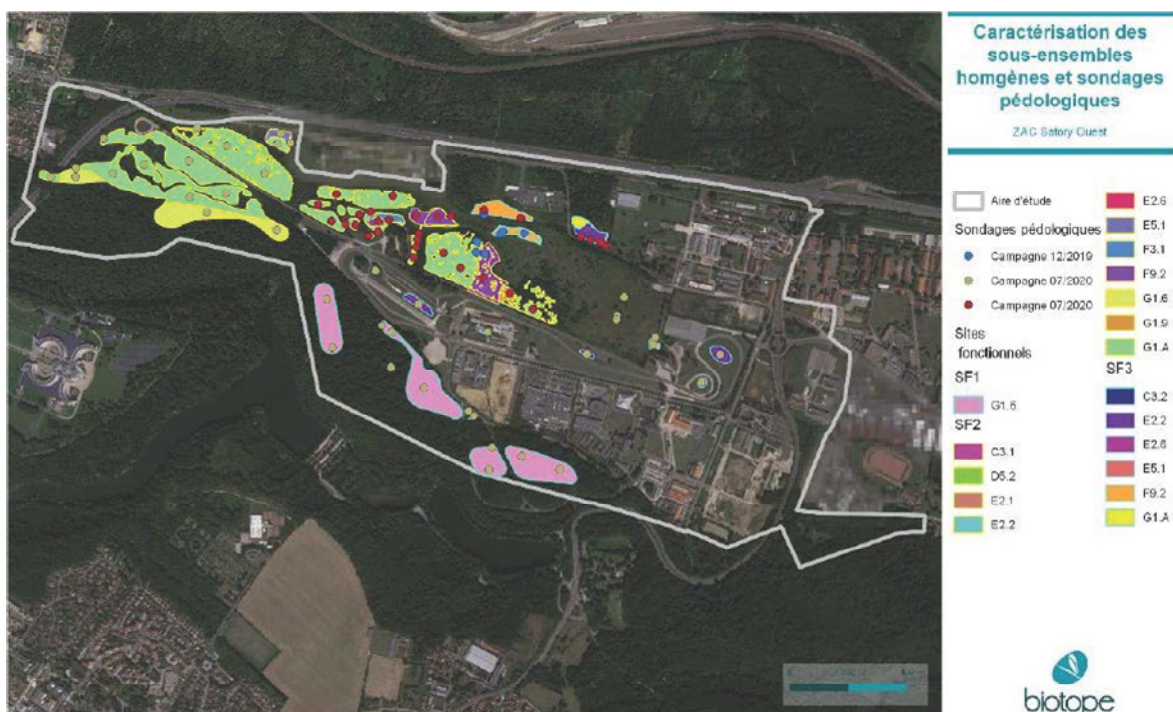 Caractérisation des
sous-ensembles
homgènes et sondages
pédologiques
ZAC Satory Ouest
Aire d'étude
Sondages pédologiques
Campagne 12/2019
Campagne 07/2020
Campagne 07/2020
Sites
fonctionnels
SF1
G1.6
SF2
C3.1
D5.2
E2.1
E2.2
E2.6
E5.1
F3.1
F9.2
G1.6
G1.9
G1.A
SF3
C3.2
E2.2
E2.6
E5.1
F9.2
G1.A
biotope